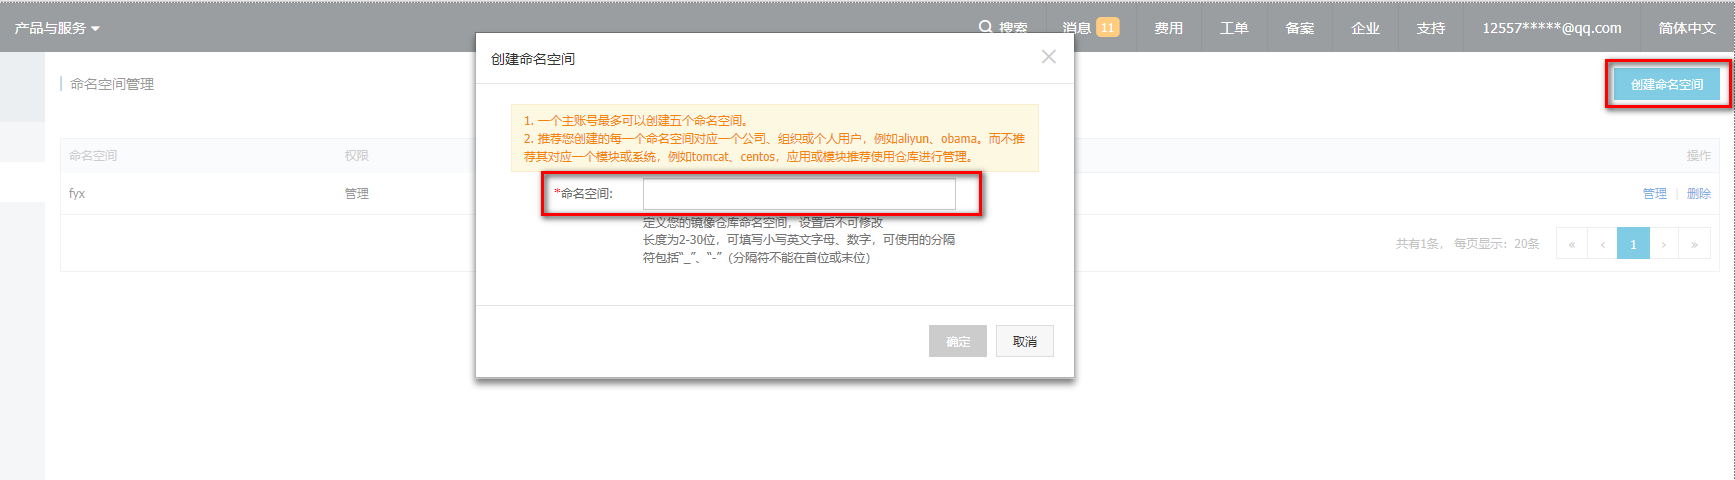 产品与服务
搜索
消息 11
费用
工单
备案
企业
支持
12557*****@qq.com
简体中文
命名空间管理
创建命名空间
命名空间
权限
操作
fyx
管理
管理 | 删除
共有1条， 每页显示：20条
« ‹ 1 › »
创建命名空间
1. 一个主账号最多可以创建五个命名空间。
2. 推荐您创建的每一个命名空间对应一个公司、组织或个人用户，例如aliyun、obama。而不推
荐其对应一个模块或系统，例如tomcat、centos，应用或模块推荐使用仓库进行管理。
*命名空间:
定义您的镜像仓库命名空间，设置后不可修改
长度为2-30位，可填写小写英文字母、数字，可使用的分隔
符包括“_”、“-”（分隔符不能在首位或末位）
确定
取消